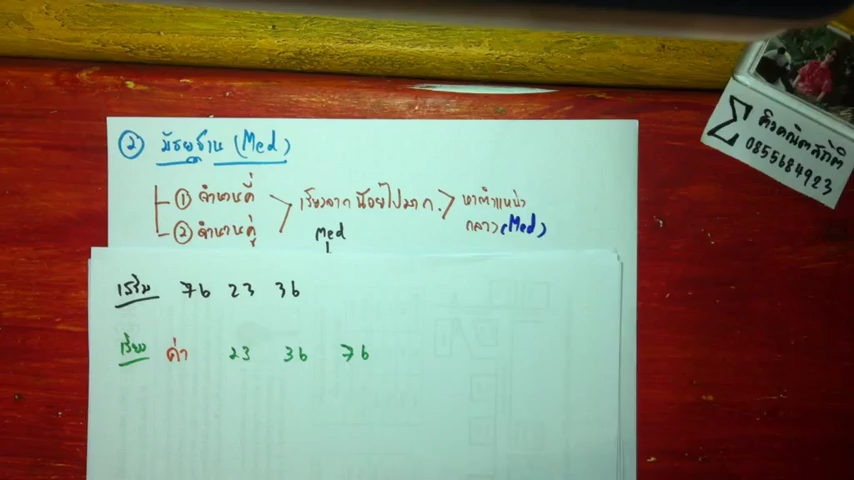 ② มัธยฐาน (Med)
① จำนวนคี่
② จำนวนคู่
เรียงจากน้อยไปมาก
หาตำแหน่ง
กลาง (Med)
Med
เดิม 76 23 36
เรียง ค่า 23 36 76
Σ ติวคณิต
0855684923